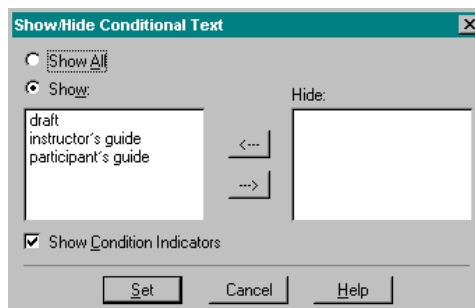 Show/Hide Conditional Text
Show All
Show:
Hide:
draft
instructor´s guide
participant´s guide
<---
--->
Show Condition Indicators
Set Cancel Help